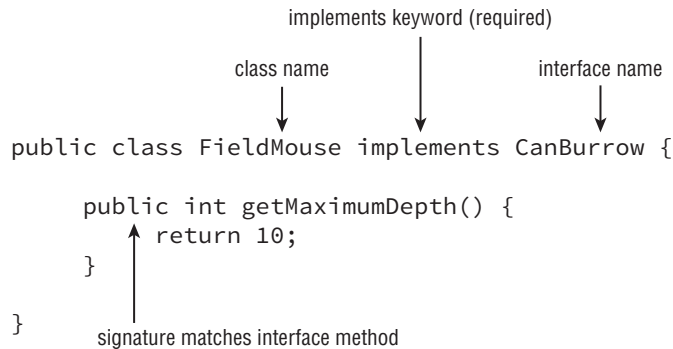 implements keyword (required)
class name
interface name
public class FieldMouse implements CanBurrow {
public int getMaximumDepth() {
return 10;
}
}
signature matches interface method